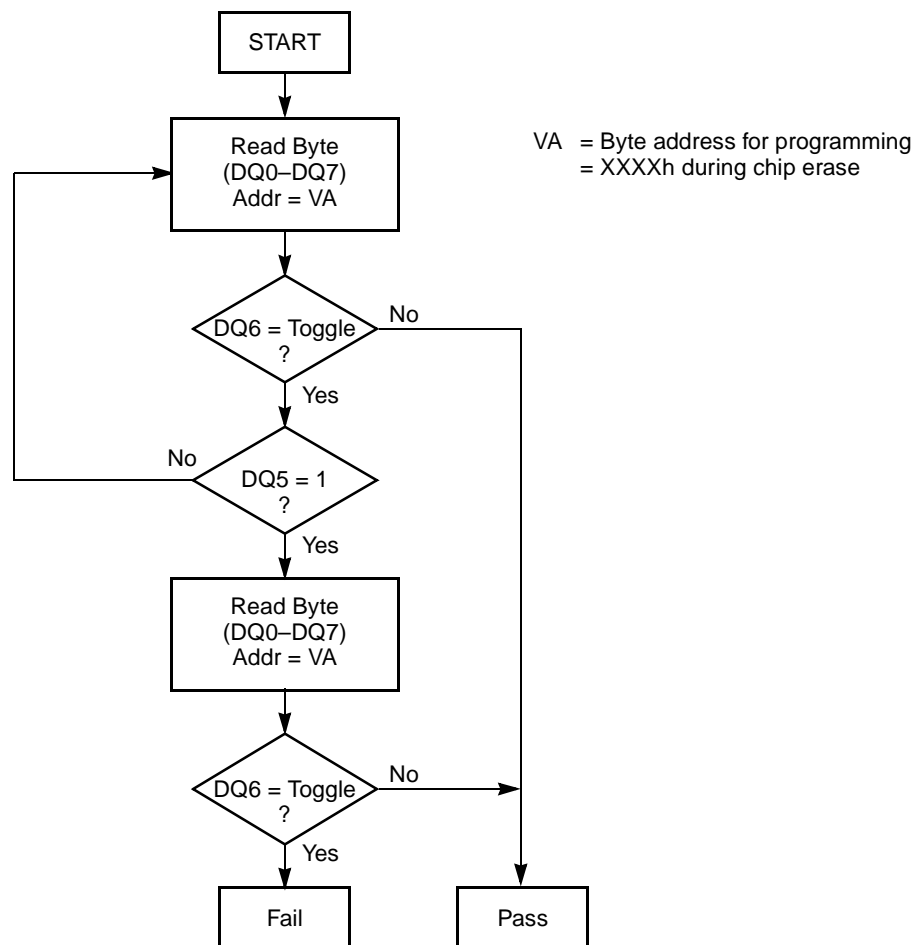 START
Read Byte
(DQ0–DQ7)
Addr = VA
VA = Byte address for programming
= XXXXh during chip erase
DQ6 = Toggle
?
No
Yes
No
DQ5 = 1
?
Yes
Read Byte
(DQ0–DQ7)
Addr = VA
DQ6 = Toggle
?
No
Yes
Fail
Pass